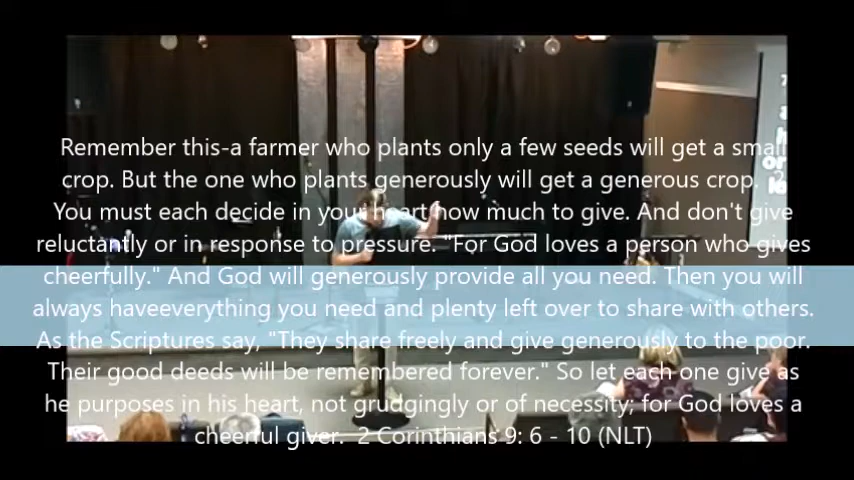 Remember this-a farmer who plants only a few seeds will get a small
crop. But the one who plants generously will get a generous crop. 2
You must each decide in your heart how much to give. And don't give
reluctantly or in response to pressure. "For God loves a person who gives
cheerfully." And God will generously provide all you need. Then you will
always haveeverything you need and plenty left over to share with others.
As the Scriptures say, "They share freely and give generously to the poor.
Their good deeds will be remembered forever." So let each one give as
he purposes in his heart, not grudgingly or of necessity; for God loves a
cheerful giver. 2 Corinthians 9: 6 - 10 (NLT)